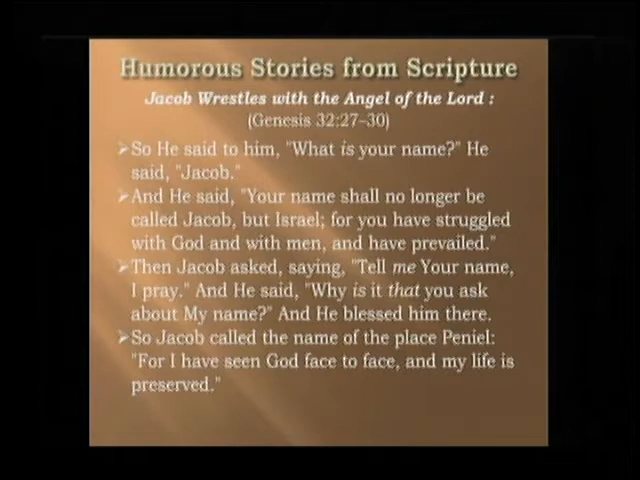 Humorous Stories from Scripture
Jacob Wrestles with the Angel of the Lord :
(Genesis 32:27–30)
➢So He said to him, "What is your name?" He
said, "Jacob."
➢And He said, "Your name shall no longer be
called Jacob, but Israel; for you have struggled
with God and with men, and have prevailed."
➢Then Jacob asked, saying, "Tell me Your name,
I pray." And He said, "Why is it that you ask
about My name?" And He blessed him there.
➢So Jacob called the name of the place Peniel:
"For I have seen God face to face, and my life is
preserved."